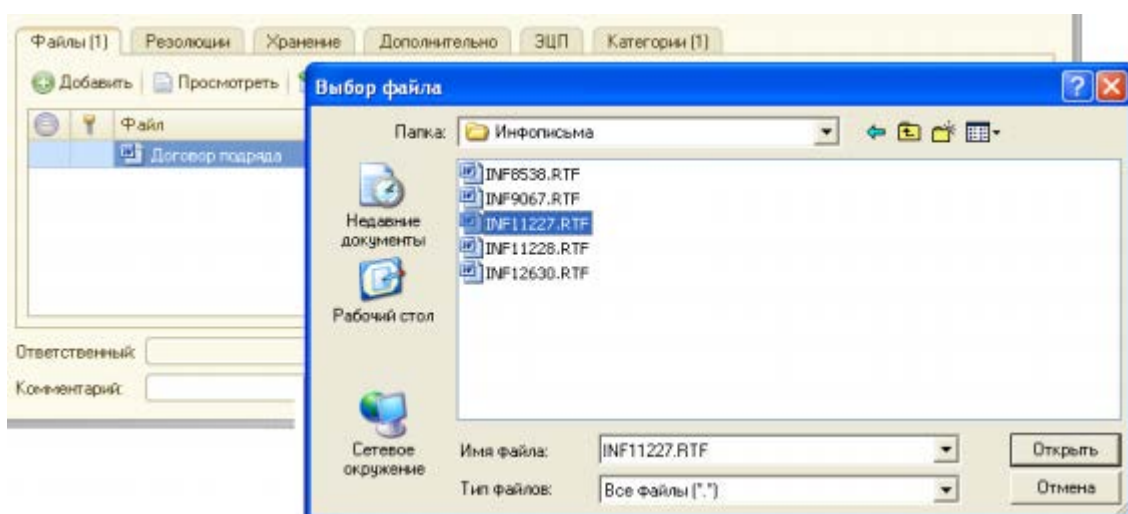 Файлы (1) Резолюции Хранение Дополнительно ЭЦП Категории (1)
Добавить Просмотреть
Выбор файла
Файл
Договор подряда
Папка: Инфописьма
INF8538.RTF
INF9067.RTF
INF11227.RTF
INF11228.RTF
INF12630.RTF
Недавние
документы
Рабочий стол
Сетевое
окружение
Ответственный:
Комментарий:
Имя файла: INF11227.RTF Открыть
Тип файлов: Все файлы (*.*) Отмена